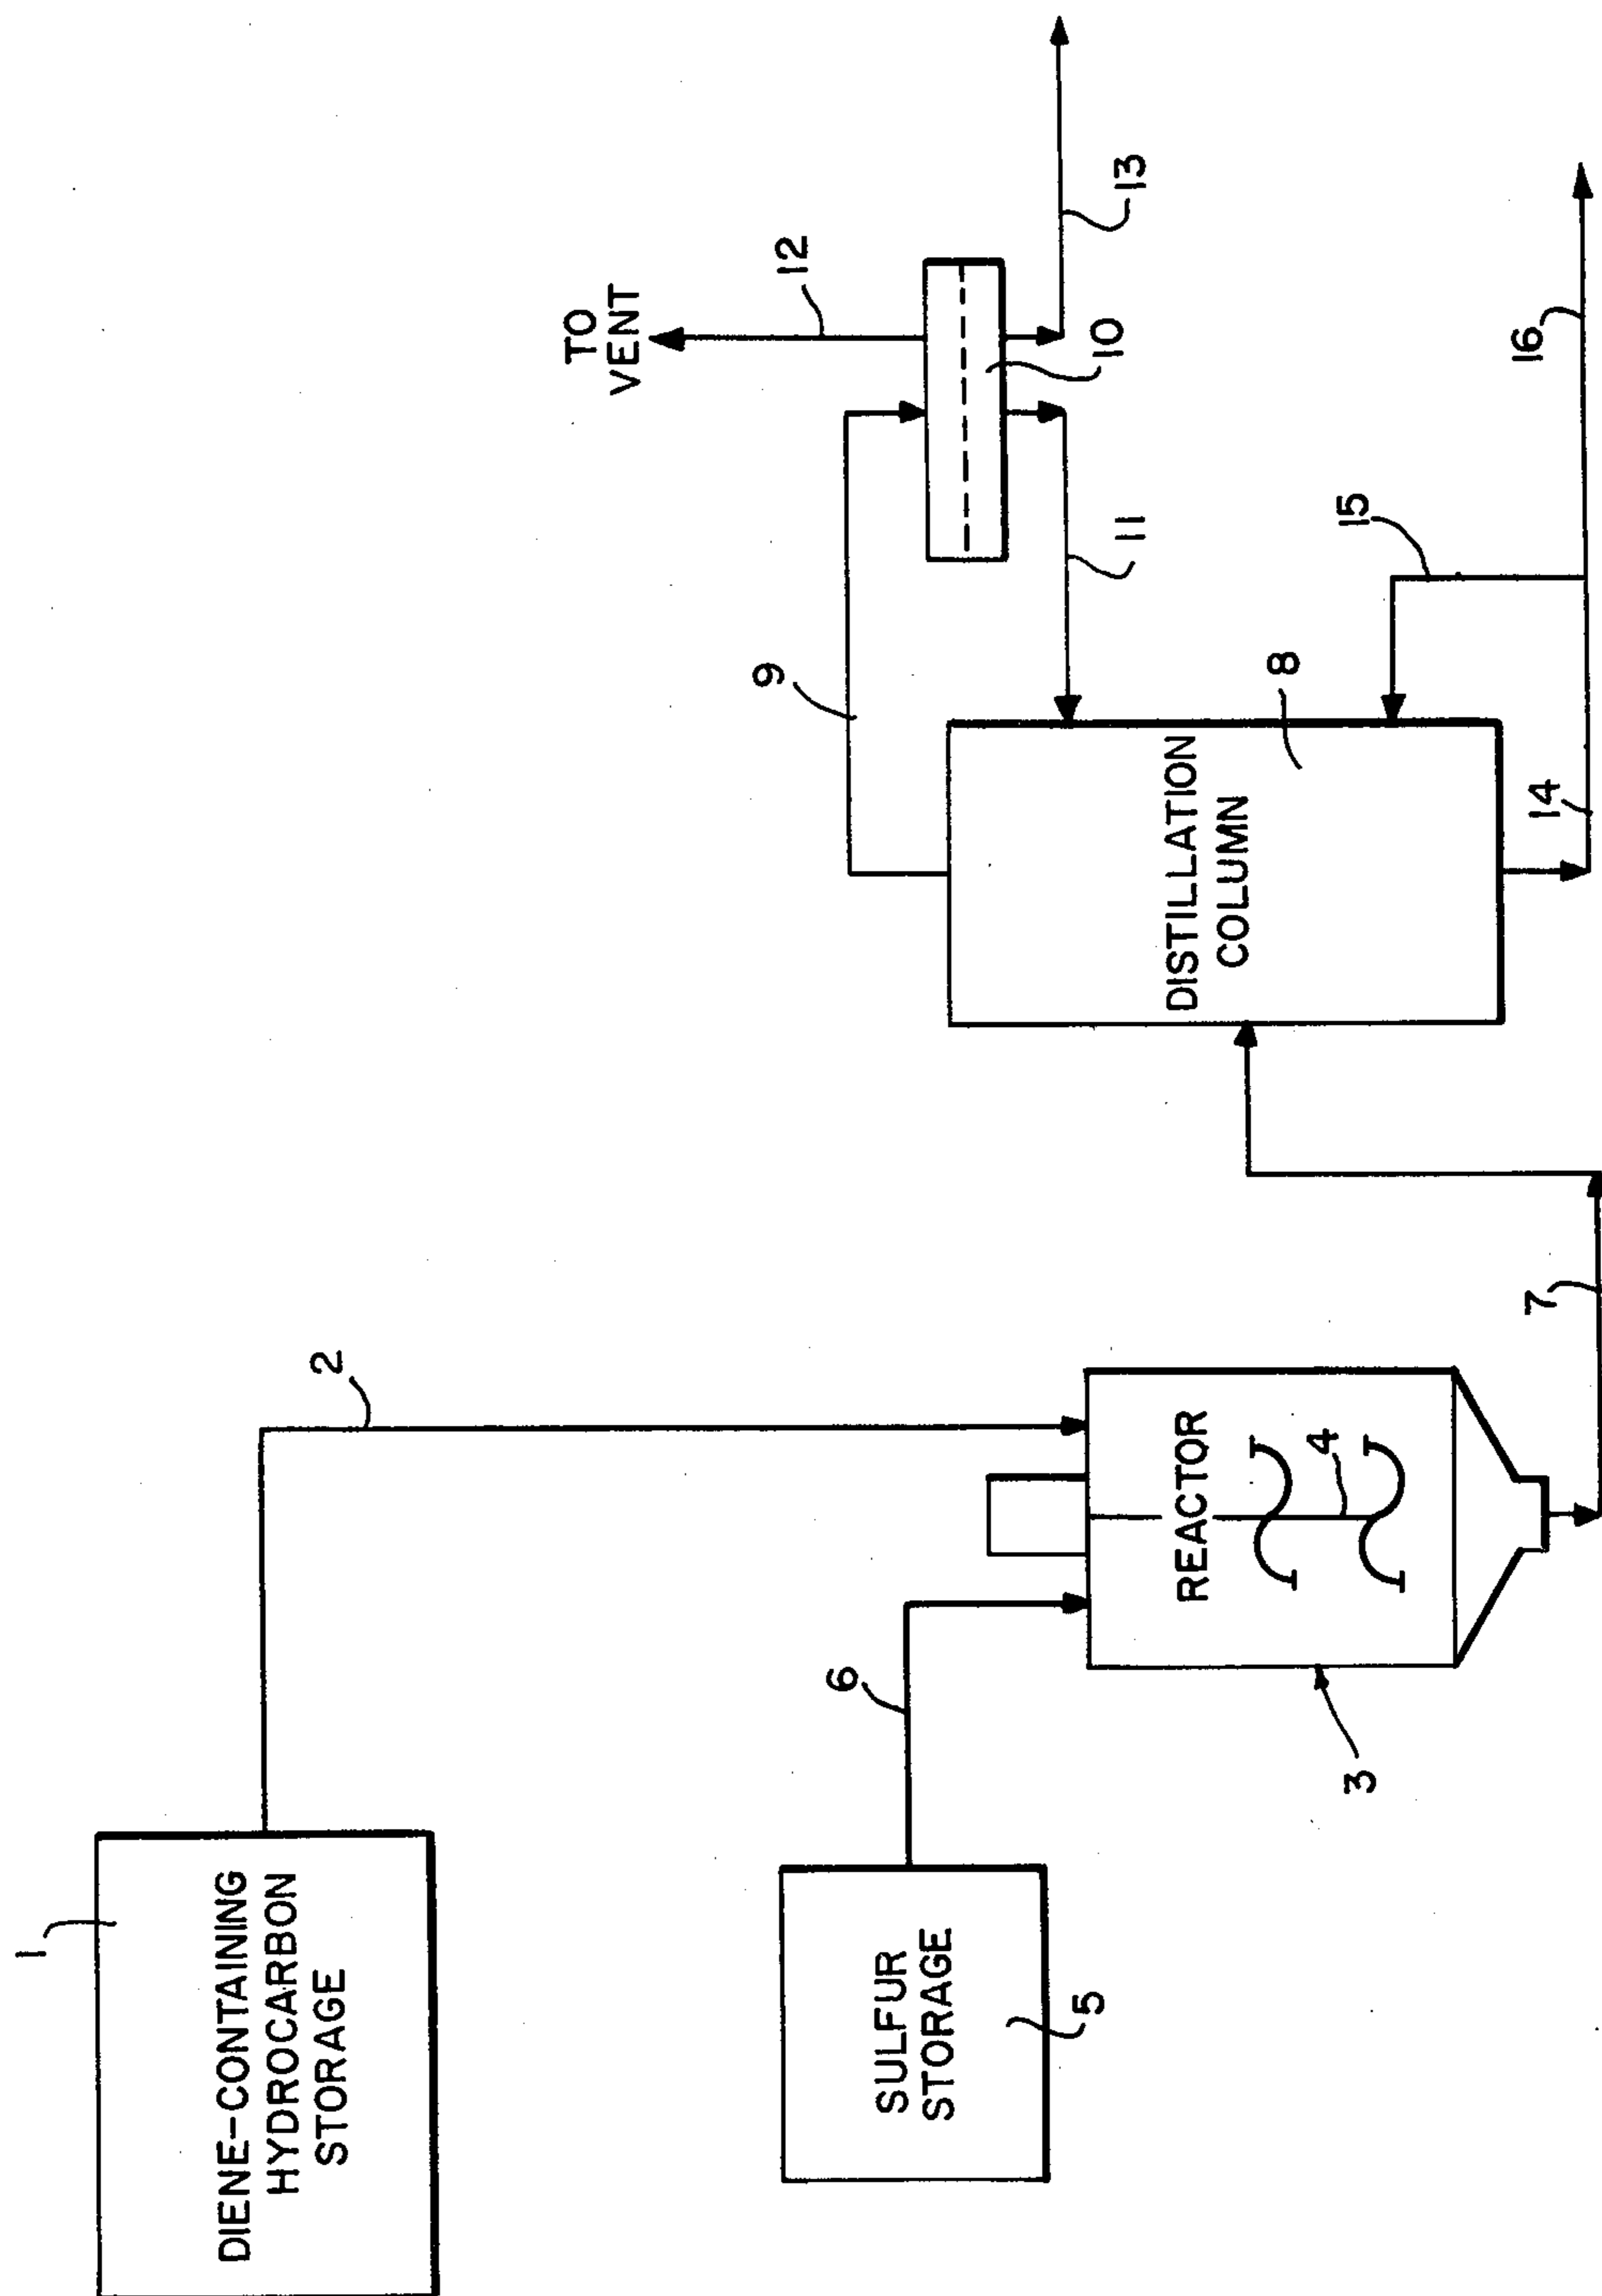 1
DIENE-CONTAINING
HYDROCARBON
STORAGE
2
SULFUR
STORAGE
5
6
REACTOR
4
3
7
DISTILLATION
COLUMN
8
9
TO
VENT
12
10
11
13
14
15
16